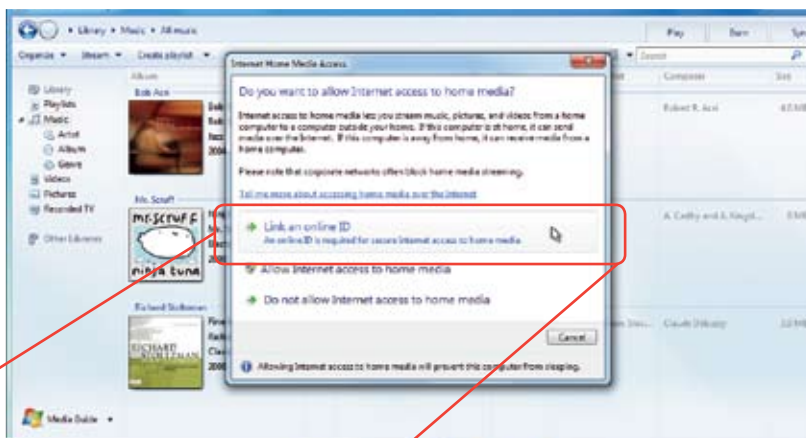 Library ▸ Music ▸ All music
Play
Burn
Organize
Stream
Create playlist
Search
Internet Home Media Access
Album
Composer
Library
Playlists
Music
Artist
Album
Genre
Videos
Pictures
Recorded TV
Other Libraries
Bob Acri
Robert R. Acri
Do you want to allow Internet access to home media?
Internet access to home media lets you stream music, pictures, and videos from a home
computer to a computer outside your home. If this computer is at home, it can send
media over the Internet. If this computer is away from home, it can receive media from a
home computer.
Please note that corporate networks often block home media streaming.
Tell me more about accessing home media over the Internet
Mr. Scruff
mr.scruff
ninja tuna
Link an online ID
An online ID is required for secure Internet access to home media
Allow Internet access to home media
Do not allow Internet access to home media
Richard Stoltzman
RICHARD
STOLTZMAN
Claude Debussy
Cancel
Allowing Internet access to home media will prevent this computer from sleeping.
Media Guide